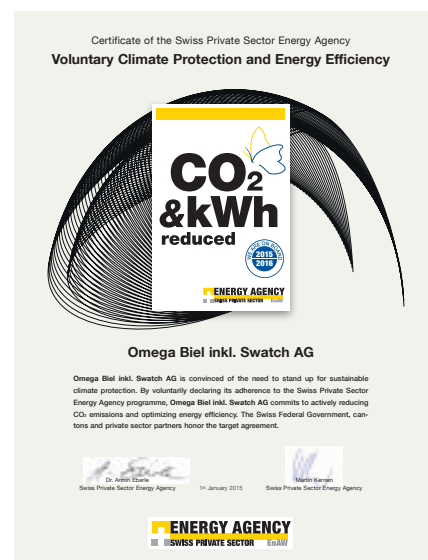 Certificate of the Swiss Private Sector Energy Agency
Voluntary Climate Protection and Energy Efficiency
CO2
&kWh
reduced
WE ARE ON BOARD
2015
2016
ENERGY AGENCY
SWISS PRIVATE SECTOR EnAW
Omega Biel inkl. Swatch AG
Omega Biel inkl. Swatch AG is convinced of the need to stand up for sustainable
climate protection. By voluntarily declaring its adherence to the Swiss Private Sector
Energy Agency programme, Omega Biel inkl. Swatch AG commits to actively reducing
CO₂ emissions and optimizing energy efficiency. The Swiss Federal Government, can-
tons and private sector partners honor the target agreement.
Dr. Armin Eberle Martin Kernen
Swiss Private Sector Energy Agency 1st January 2015 Swiss Private Sector Energy Agency
ENERGY AGENCY
SWISS PRIVATE SECTOR EnAW